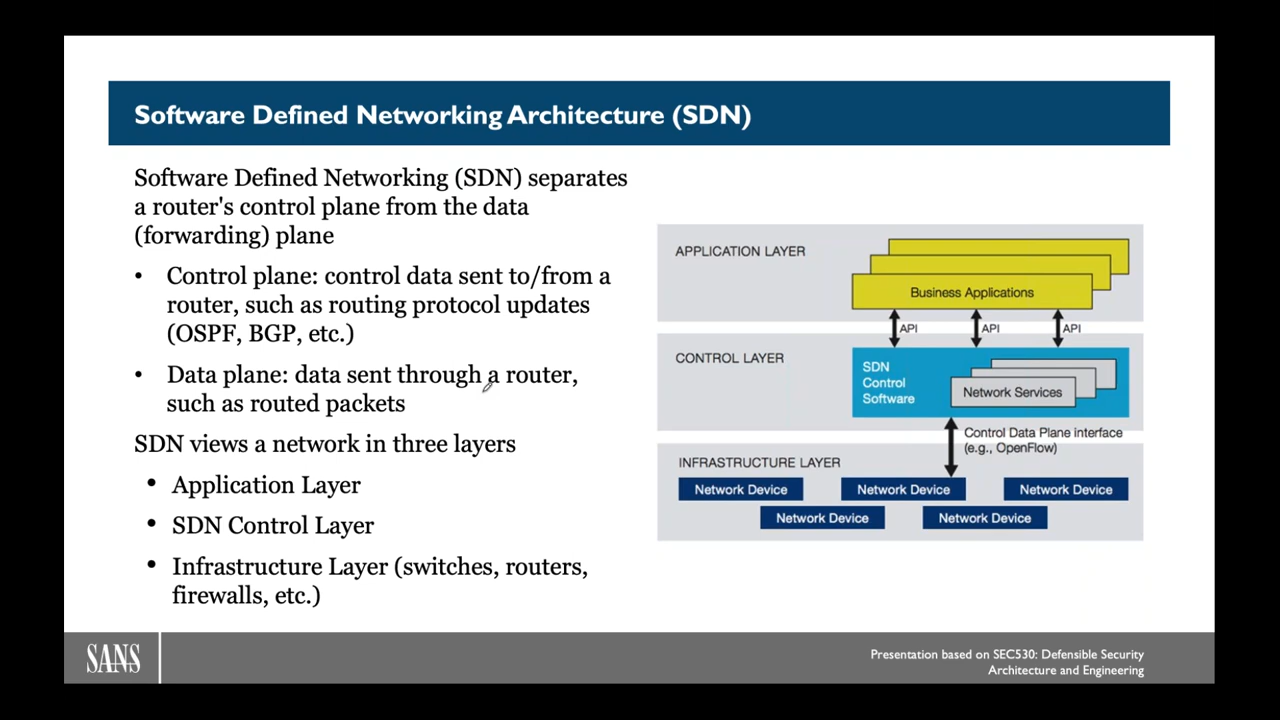 Software Defined Networking Architecture (SDN)
Software Defined Networking (SDN) separates
a router's control plane from the data
(forwarding) plane
• Control plane: control data sent to/from a
router, such as routing protocol updates
(OSPF, BGP, etc.)
• Data plane: data sent through a router,
such as routed packets
SDN views a network in three layers
• Application Layer
• SDN Control Layer
• Infrastructure Layer (switches, routers,
firewalls, etc.)
APPLICATION LAYER
Business Applications
API API API
CONTROL LAYER
SDN
Control
Software
Network Services
Control Data Plane interface
(e.g., OpenFlow)
INFRASTRUCTURE LAYER
Network Device Network Device Network Device
Network Device Network Device
SANS
Presentation based on SEC530: Defensible Security
Architecture and Engineering